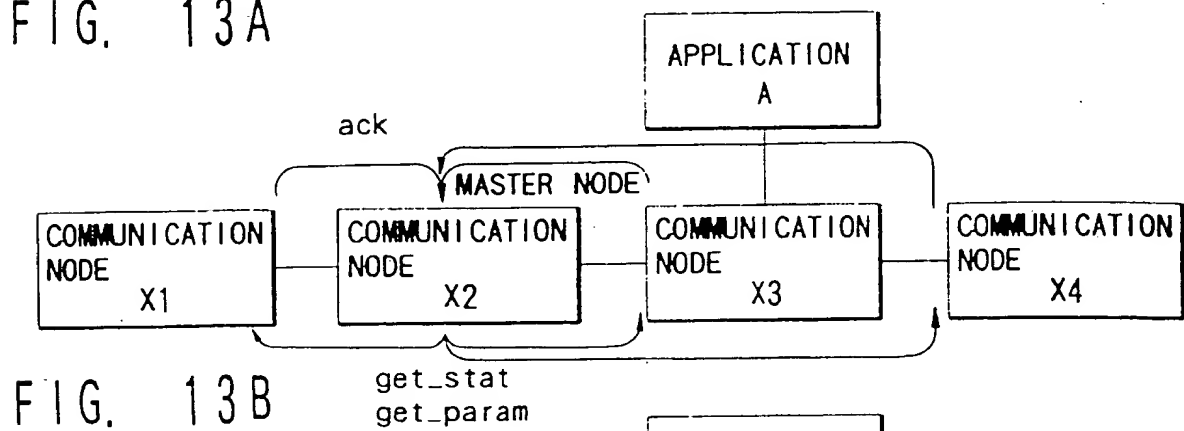 FIG. 13A
APPLICATION
A
ack
MASTER NODE
COMMUNICATION
NODE
X1
COMMUNICATION
NODE
X2
COMMUNICATION
NODE
X3
COMMUNICATION
NODE
X4
get_stat
get_param
FIG. 13B